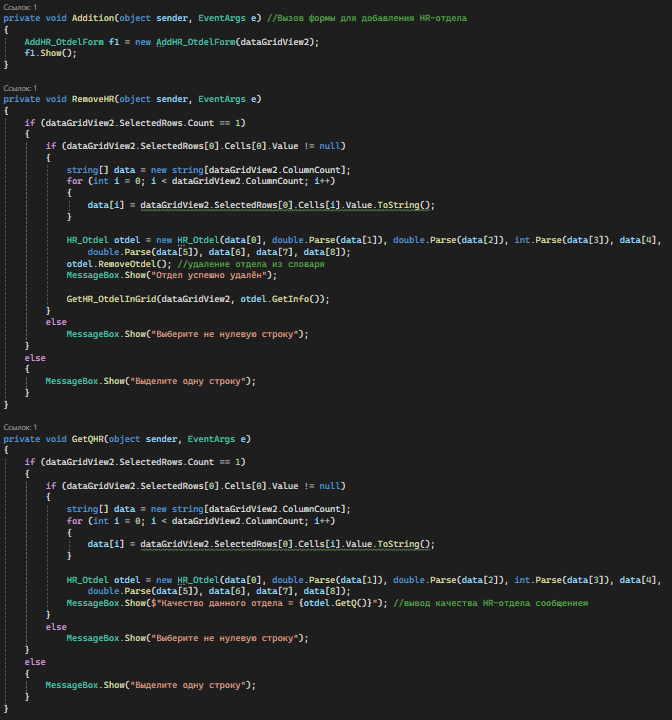 Ссылок: 1
private void Addition(object sender, EventArgs e) //Вызов формы для добавления HR-отдела
{
    AddHR_OtdelForm f1 = new AddHR_OtdelForm(dataGridView2);
    f1.Show();
}
Ссылок: 1
private void RemoveHR(object sender, EventArgs e)
{
    if (dataGridView2.SelectedRows.Count == 1)
    {
        if (dataGridView2.SelectedRows[0].Cells[0].Value != null)
        {
            string[] data = new string[dataGridView2.ColumnCount];
            for (int i = 0; i < dataGridView2.ColumnCount; i++)
            {
                data[i] = dataGridView2.SelectedRows[0].Cells[i].Value.ToString();
            }
            HR_Otdel otdel = new HR_Otdel(data[0], double.Parse(data[1]), double.Parse(data[2]), int.Parse(data[3]), data[4],
                double.Parse(data[5]), data[6], data[7], data[8]);
            otdel.RemoveOtdel(); //удаление отдела из словаря
            MessageBox.Show("Отдел успешно удалён");
            GetHR_OtdelInGrid(dataGridView2, otdel.GetInfo());
        }
        else
            MessageBox.Show("Выберите не нулевую строку");
    }
    else
    {
        MessageBox.Show("Выделите одну строку");
    }
}
Ссылок: 1
private void GetQHR(object sender, EventArgs e)
{
    if (dataGridView2.SelectedRows.Count == 1)
    {
        if (dataGridView2.SelectedRows[0].Cells[0].Value != null)
        {
            string[] data = new string[dataGridView2.ColumnCount];
            for (int i = 0; i < dataGridView2.ColumnCount; i++)
            {
                data[i] = dataGridView2.SelectedRows[0].Cells[i].Value.ToString();
            }
            HR_Otdel otdel = new HR_Otdel(data[0], double.Parse(data[1]), double.Parse(data[2]), int.Parse(data[3]), data[4],
                double.Parse(data[5]), data[6], data[7], data[8]);
            MessageBox.Show($"Качество данного отдела = {otdel.GetQ()}"); //вывод качества HR-отдела сообщением
        }
        else
            MessageBox.Show("Выберите не нулевую строку");
    }
    else
    {
        MessageBox.Show("Выделите одну строку");
    }
}